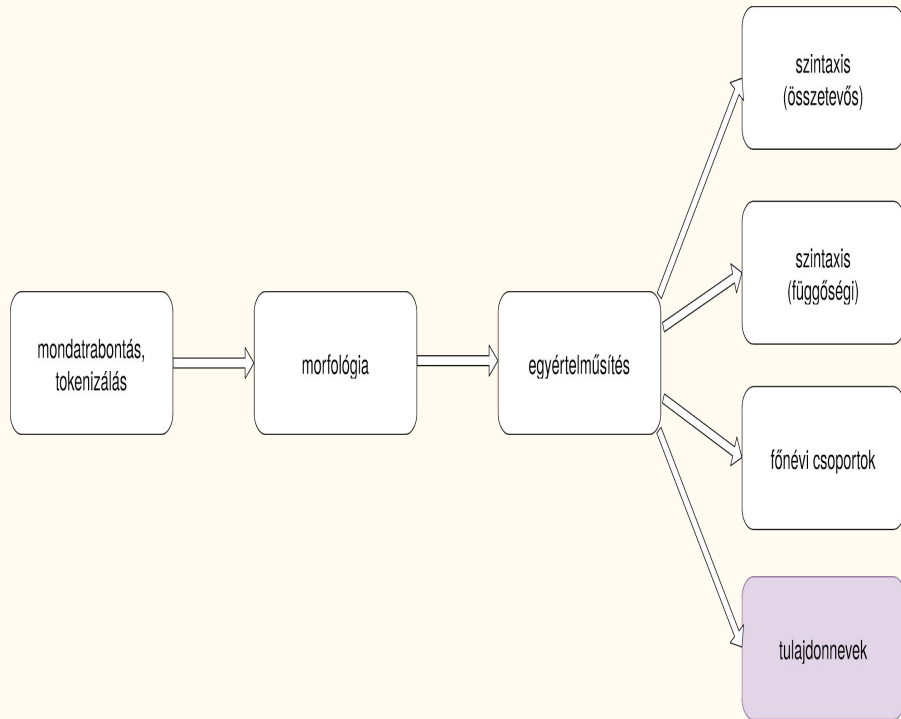 mondatrabontás,
tokenizálás
morfológia
egyértelműsítés
szintaxis
(összetevős)
szintaxis
(függőségi)
főnévi csoportok
tulajdonnevek